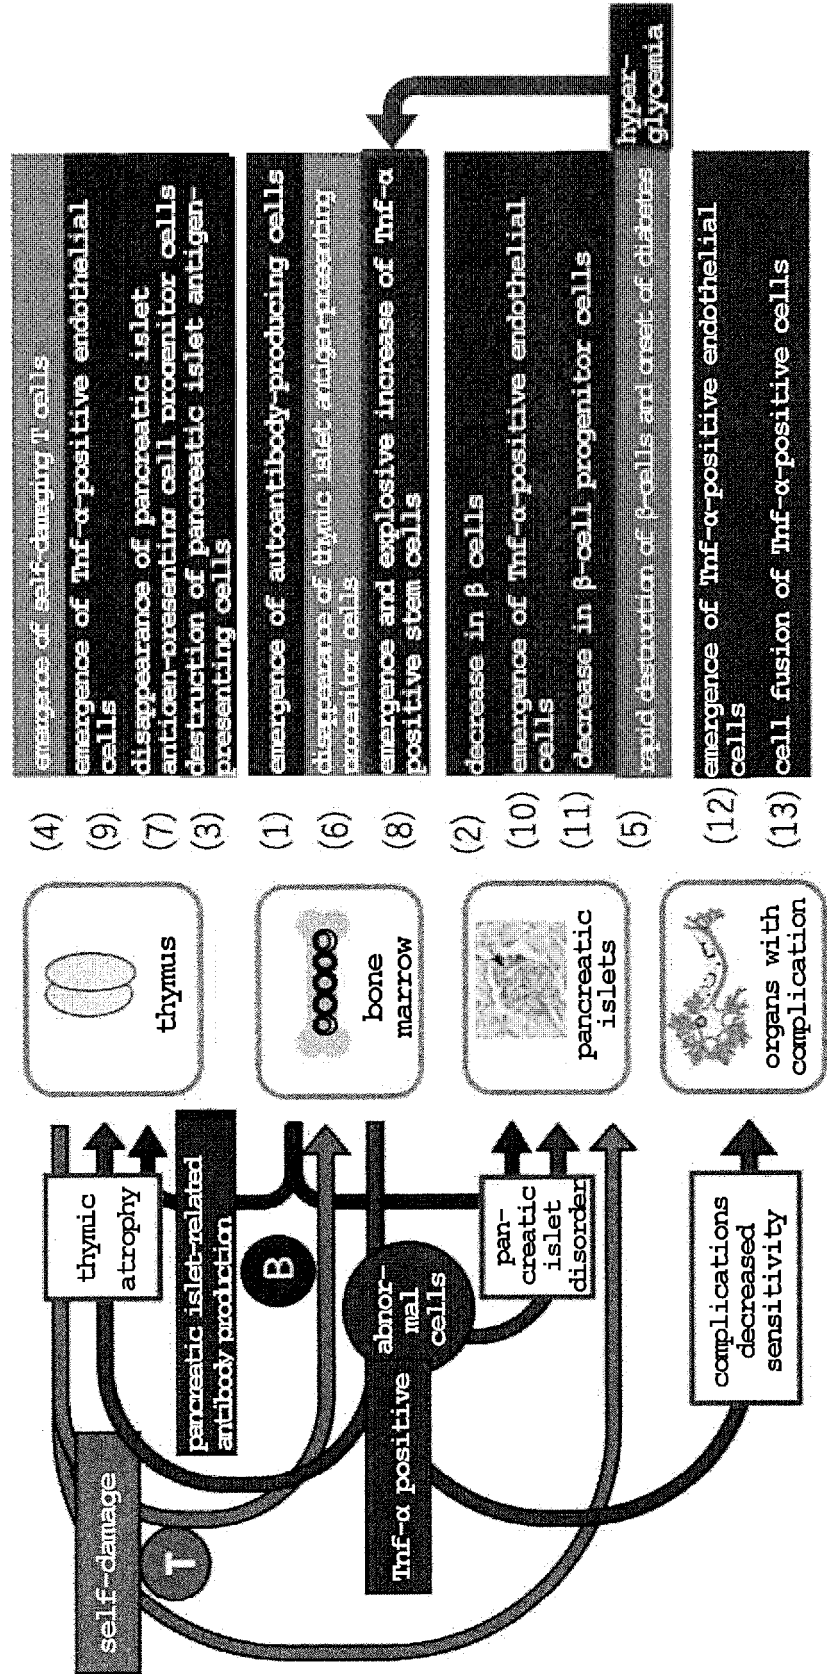 self-damage
T
thymic
atrophy
pancreatic islet-related
antibody production
B
Tnf-α positive
abnor-
mal
cells
pan-
creatic
islet
disorder
complications
decreased
sensitivity
thymus
bone
marrow
pancreatic
islets
organs with
complication
(4)
emergence of self-damaging T cells
(9)
emergence of Tnf-α-positive endothelial
cells
(7)
disappearance of pancreatic islet
antigen-presenting cell progenitor cells
(3)
destruction of pancreatic islet antigen-
presenting cells
(1)
emergence of autoantibody-producing cells
(6)
disappearance of thymic islet antigen-presenting
progenitor cells
(8)
emergence and explosive increase of Tnf-α
positive stem cells
(2)
decrease in β cells
(10)
emergence of Tnf-α-positive endothelial
cells
(11)
decrease in β-cell progenitor cells
(5)
rapid destruction of β-cells and onset of diabetes
hyper-
glycemia
(12)
emergence of Tnf-α-positive endothelial
cells
(13)
cell fusion of Tnf-α-positive cells